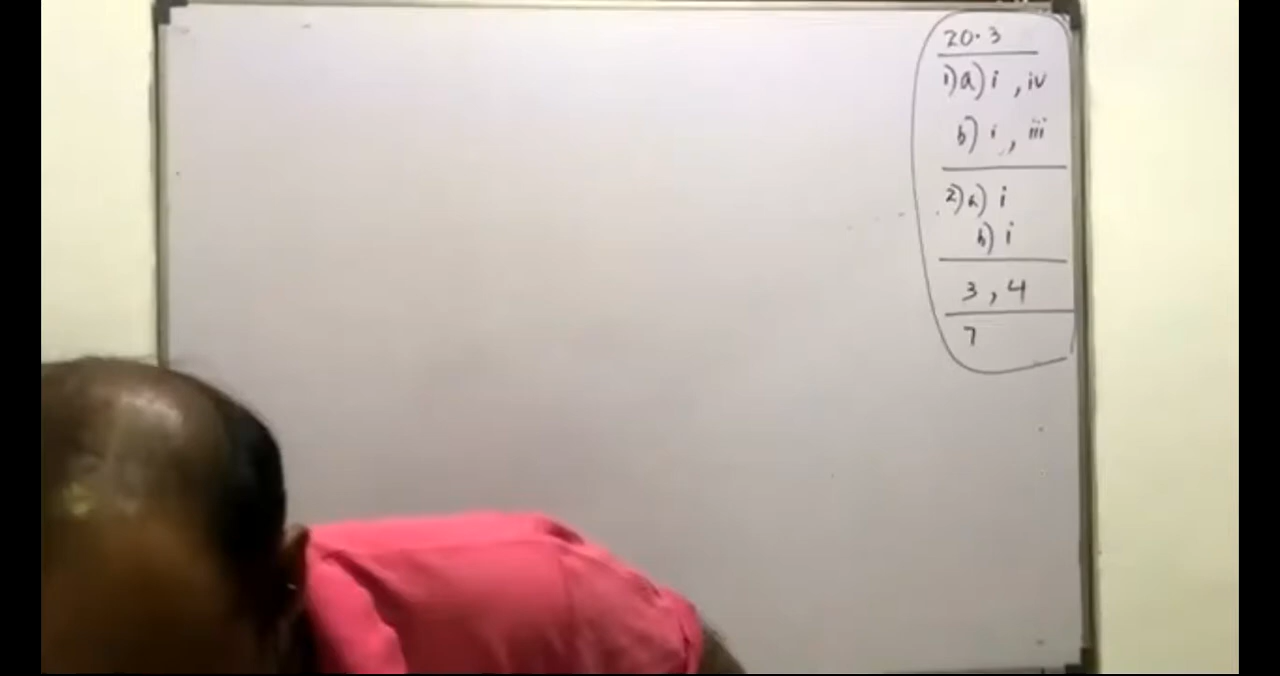 20.3
1)a) i , iv
b) i , iii
2)a) i
b) i
3 , 4
7